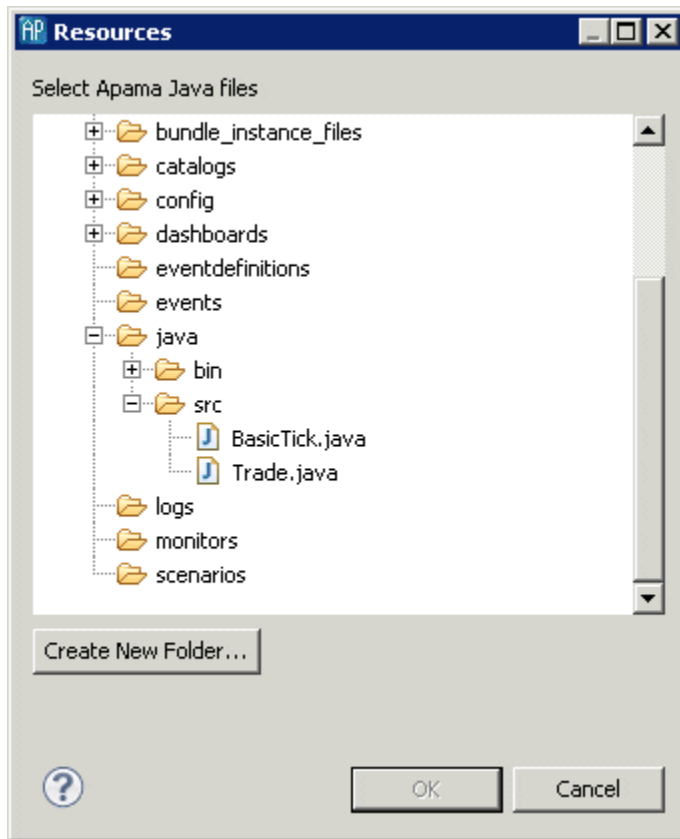 AP Resources
Select Apama Java files
bundle_instance_files
catalogs
config
dashboards
eventdefinitions
events
java
bin
src
J BasicTick.java
J Trade.java
logs
monitors
scenarios
Create New Folder...
? OK Cancel